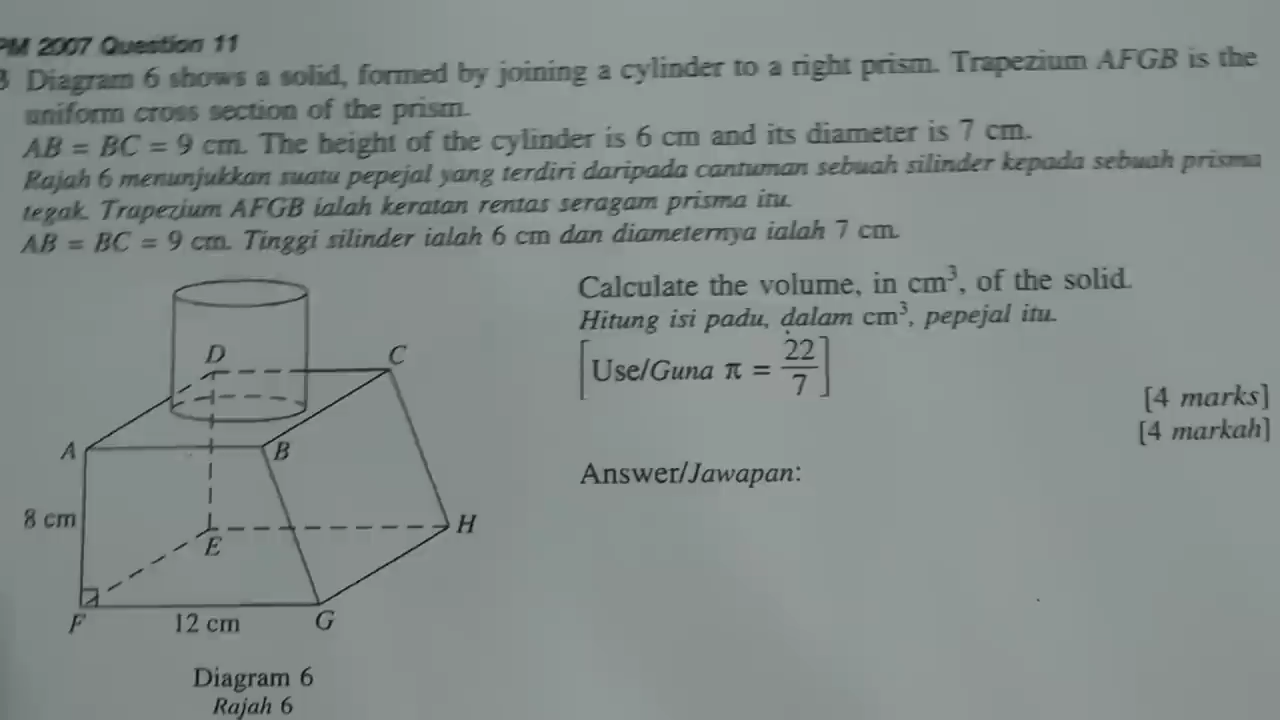 PM 2007 Question 11
Diagram 6 shows a solid, formed by joining a cylinder to a right prism. Trapezium AFGB is the
uniform cross section of the prism.
AB = BC = 9 cm. The height of the cylinder is 6 cm and its diameter is 7 cm.
Rajah 6 menunjukkan suatu pepejal yang terdiri daripada cantuman sebuah silinder kepada sebuah prisma
tegak. Trapezium AFGB ialah keratan rentas seragam prisma itu.
AB = BC = 9 cm. Tinggi silinder ialah 6 cm dan diameternya ialah 7 cm.
Calculate the volume, in cm³, of the solid.
Hitung isi padu, dalam cm³, pepejal itu.
[Use/Guna π = 22/7]
[4 marks]
[4 markah]
Answer/Jawapan:
D
C
A
B
8 cm
E
H
F
12 cm
G
Diagram 6
Rajah 6